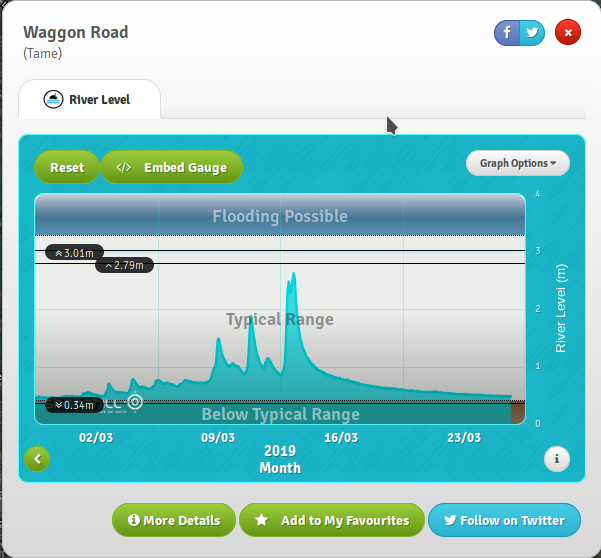 Waggon Road
(Tame)
River Level
Reset
Embed Gauge
Graph Options
Flooding Possible
3.01m
2.79m
Typical Range
0.34m
Below Typical Range
4
3
2
1
0
River Level (m)
02/03
09/03
16/03
23/03
2019
Month
More Details
Add to My Favourites
Follow on Twitter